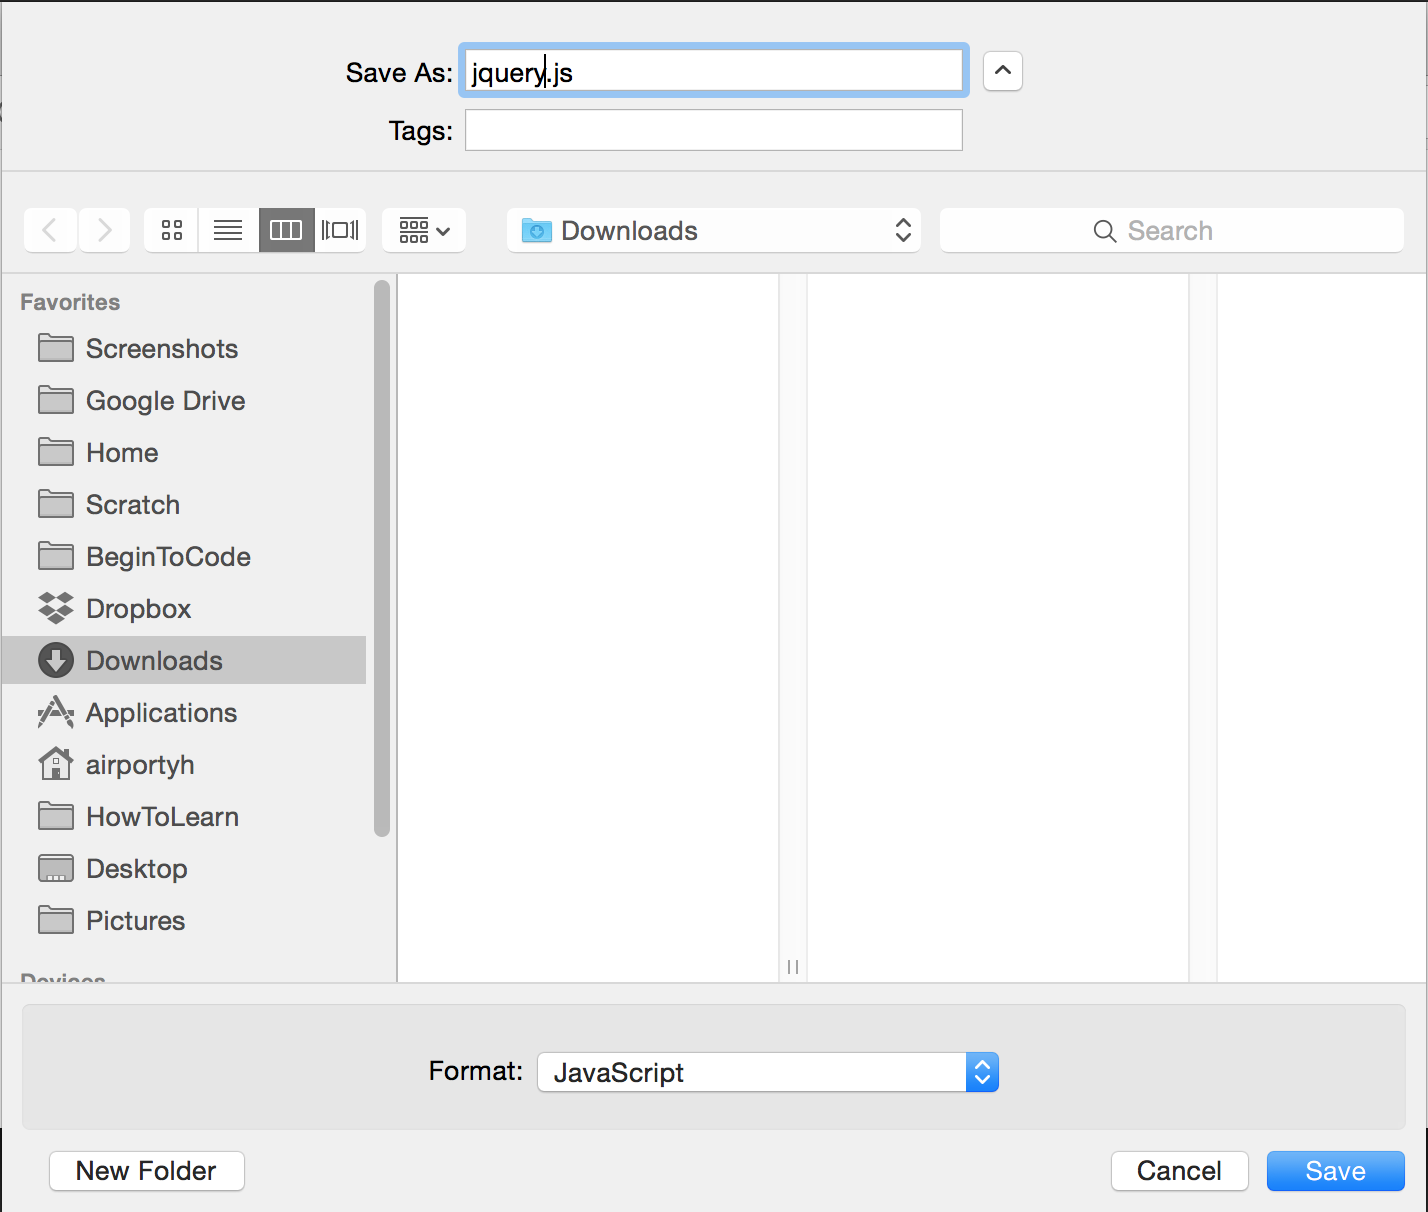 Save As: jquery.js
Tags:
Downloads
Search
Favorites
Screenshots
Google Drive
Home
Scratch
BeginToCode
Dropbox
Downloads
Applications
airportyh
HowToLearn
Desktop
Pictures
Devices
Format: JavaScript
New Folder
Cancel
Save